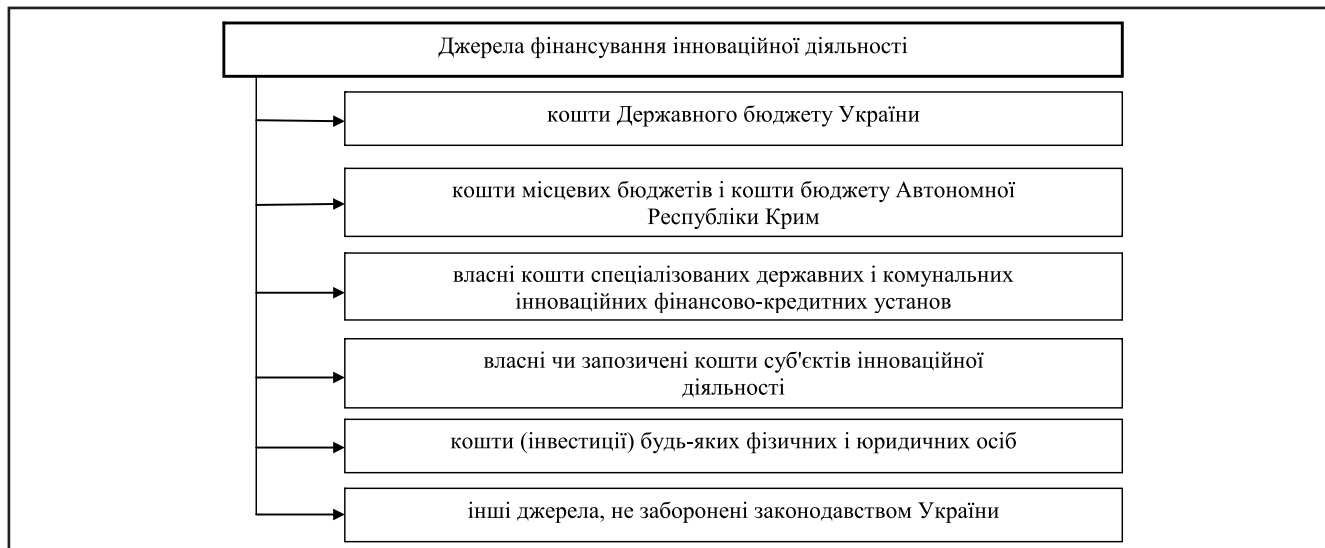 Джерела фінансування інноваційної діяльності
кошти Державного бюджету України
кошти місцевих бюджетів і кошти бюджету Автономної
Республіки Крим
власні кошти спеціалізованих державних і комунальних
інноваційних фінансово-кредитних установ
власні чи запозичені кошти суб'єктів інноваційної
діяльності
кошти (інвестиції) будь-яких фізичних і юридичних осіб
інші джерела, не заборонені законодавством України